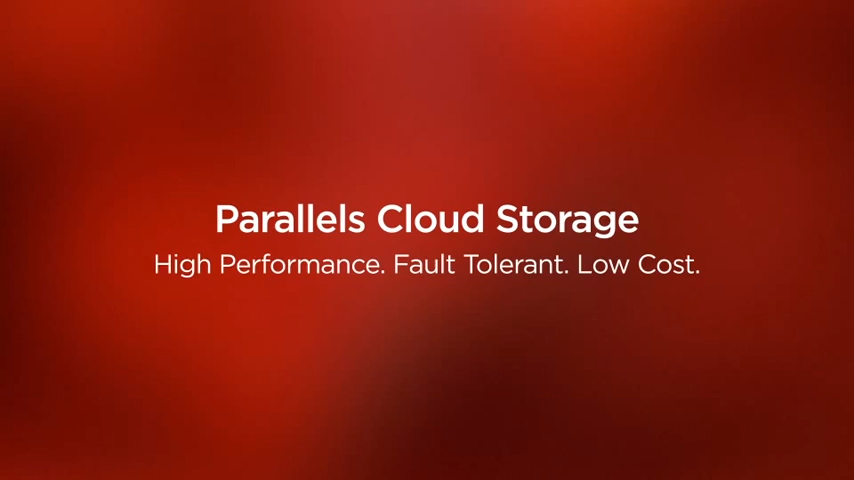 Parallels Cloud Storage
High Performance. Fault Tolerant. Low Cost.